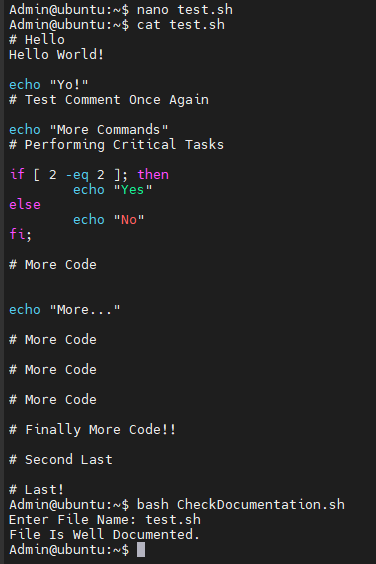 Admin@ubuntu:~$ nano test.sh
Admin@ubuntu:~$ cat test.sh
# Hello
Hello World!
echo "Yo!"
# Test Comment Once Again
echo "More Commands"
# Performing Critical Tasks
if [ 2 -eq 2 ]; then
echo "Yes"
else
echo "No"
fi;
# More Code
echo "More..."
# More Code
# More Code
# More Code
# Finally More Code!!
# Second Last
# Last!
Admin@ubuntu:~$ bash CheckDocumentation.sh
Enter File Name: test.sh
File Is Well Documented.
Admin@ubuntu:~$